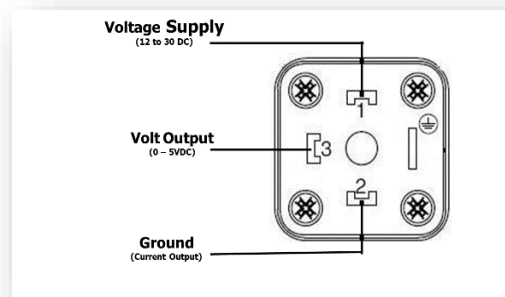 Voltage Supply
(12 to 30 DC)
1
Volt Output
(0 – 5VDC)
3
2
Ground
(Current Output)